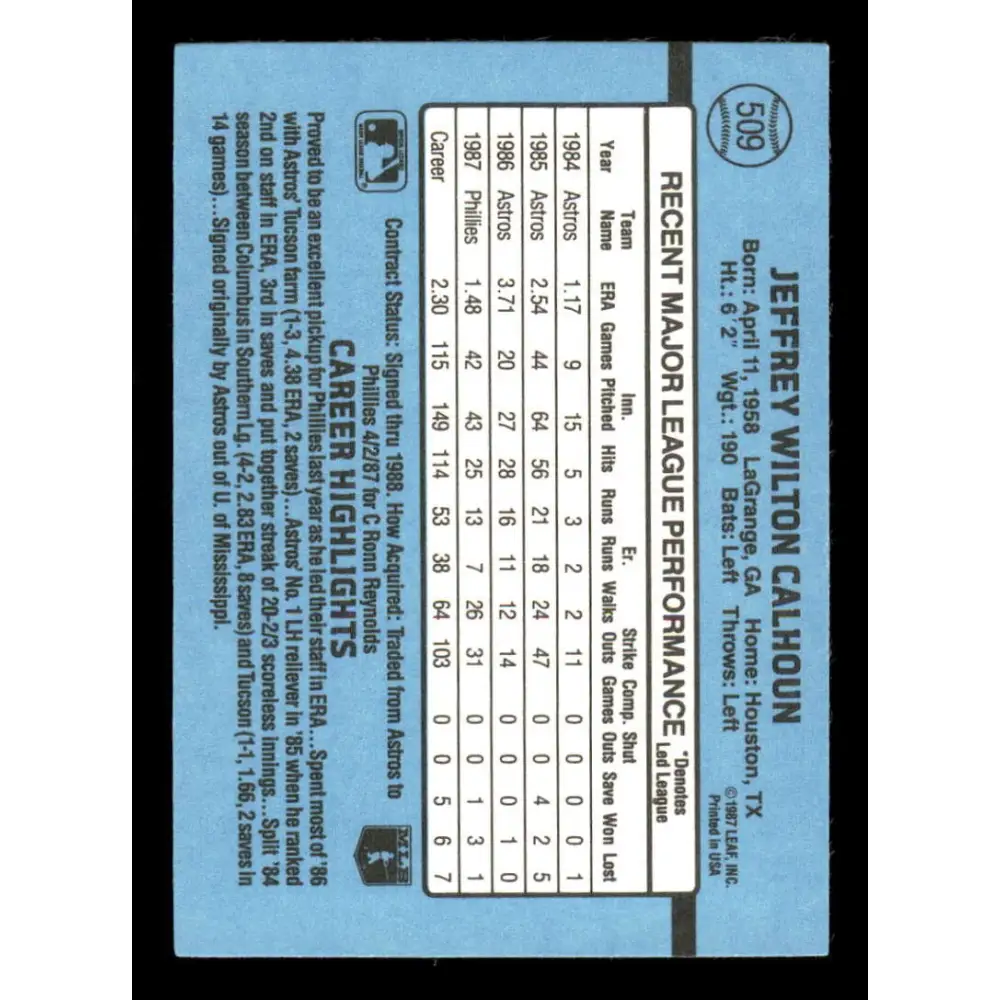 509
JEFFREY WILTON CALHOUN
Born: April 11, 1958 LaGrange, GA Home: Houston, TX
Ht.: 6´2" Wgt.: 190 Bats: Left Throws: Left
©1987 LEAF, INC.
Printed in USA
RECENT MAJOR LEAGUE PERFORMANCE *Denotes Led League
Team Inn. Er. Strike Comp. Shut
Year Name ERA Games Pitched Hits Runs Runs Walks Outs Games Outs Save Won Lost
1984 Astros 1.17 9 15 5 3 2 2 11 0 0 0 0 1
1985 Astros 2.54 44 64 56 21 18 24 47 0 0 4 2 5
1986 Astros 3.71 20 27 28 16 11 12 14 0 0 0 1 0
1987 Phillies 1.48 42 43 25 13 7 26 31 0 0 1 3 1
Career 2.30 115 149 114 53 38 64 103 0 0 5 6 7
Contract Status: Signed thru 1988. How Acquired: Traded from Astros to
Phillies 4/2/87 for C Ronn Reynolds
MLB
CAREER HIGHLIGHTS
Proved to be an excellent pickup for Phillies last year as he led their staff in ERA...Spent most of '86
with Astros' Tucson farm (1-3, 4.38 ERA, 2 saves)...Astros' No. 1 LH reliever in '85 when he ranked
2nd on staff in ERA, 3rd in saves and put together streak of 20-2/3 scoreless innings...Split '84
season between Columbus in Southern Lg. (4-2, 2.83 ERA, 8 saves) and Tucson (1-1, 1.66, 2 saves in
14 games)...Signed originally by Astros out of U. of Mississippi.